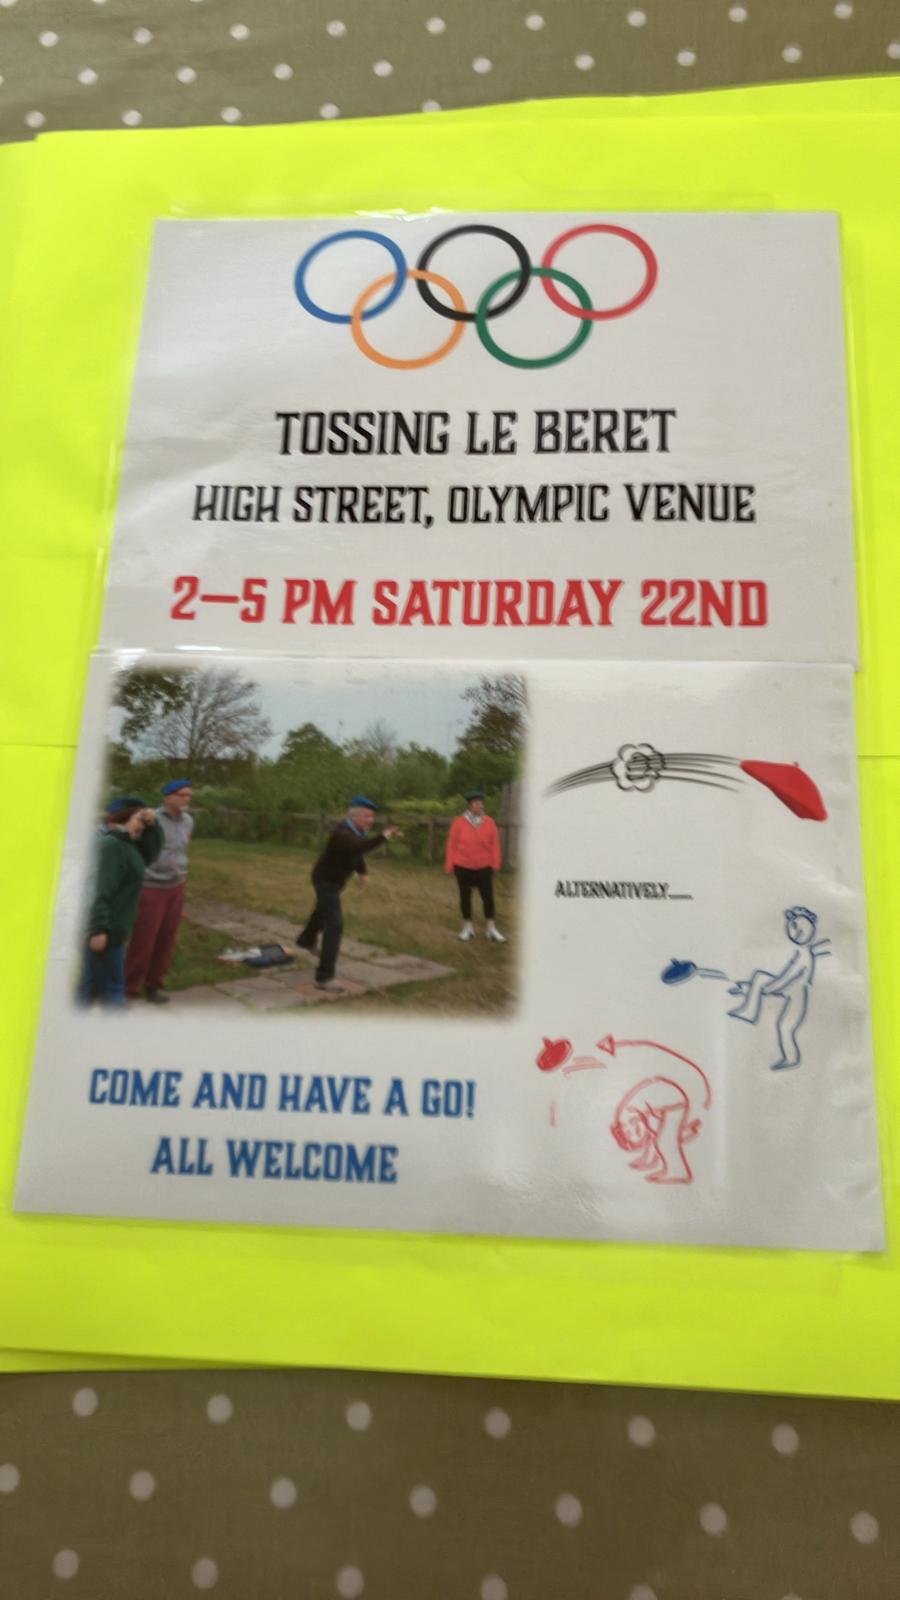 TOSSING LE BERET
HIGH STREET, OLYMPIC VENUE
2–5 PM SATURDAY 22ND
ALTERNATIVELY......
COME AND HAVE A GO!
ALL WELCOME